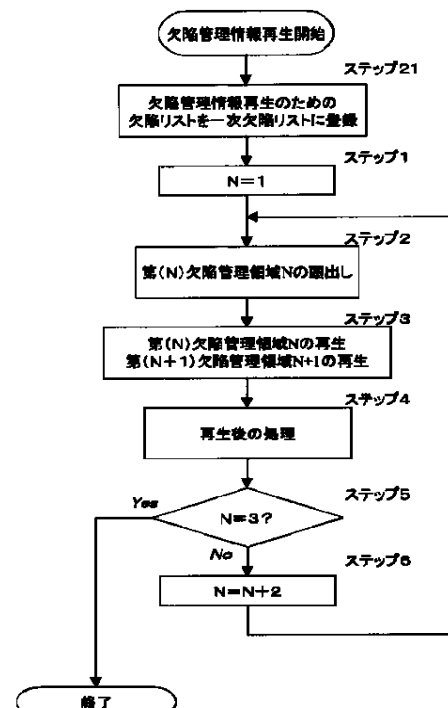 欠陥管理情報再生開始
ステップ21
欠陥管理情報再生のための
欠陥リストを一次欠陥リストに登録
ステップ1
N=1
ステップ2
第(N)欠陥管理領域Nの頭出し
ステップ3
第(N)欠陥管理領域Nの再生
第(N+1)欠陥管理領域N+1の再生
ステップ4
再生後の処理
ステップ5
Yes
N=3?
No
ステップ6
N=N+2
終了